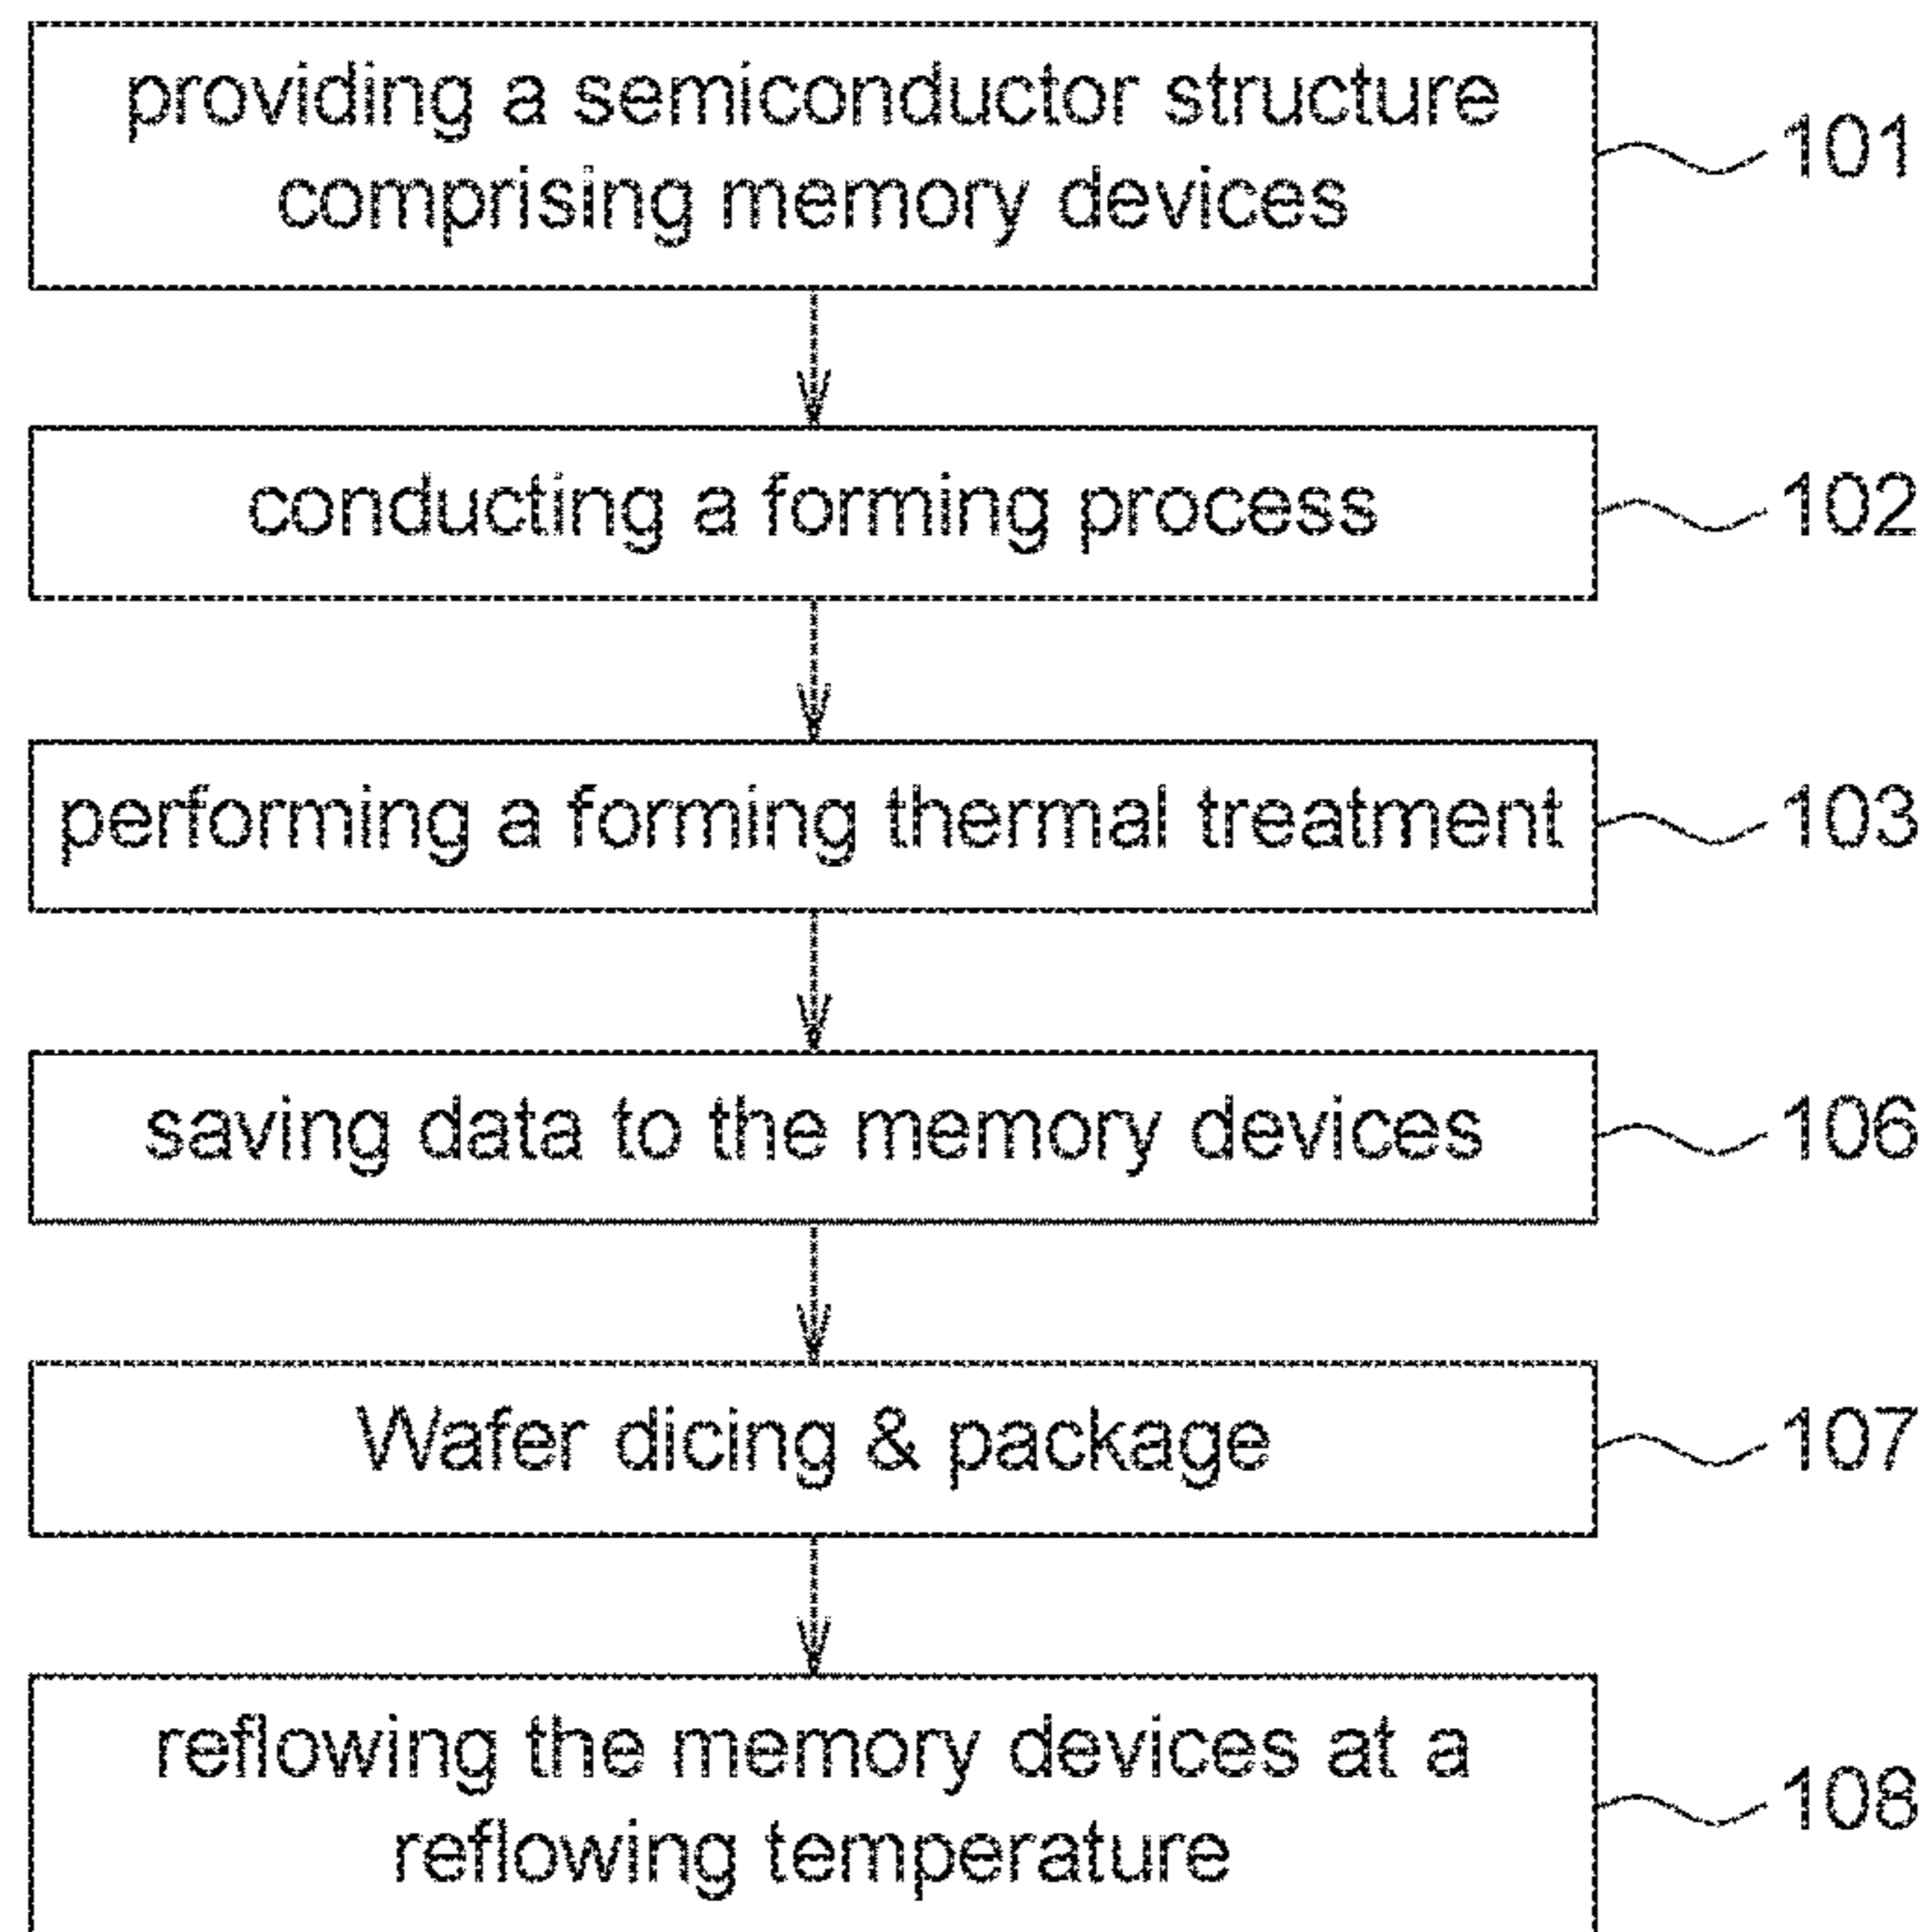 providing a semiconductor structure
comprising memory devices
101
conducting a forming process
102
performing a forming thermal treatment
103
saving data to the memory devices
106
Wafer dicing & package
107
reflowing the memory devices at a
reflowing temperature
108